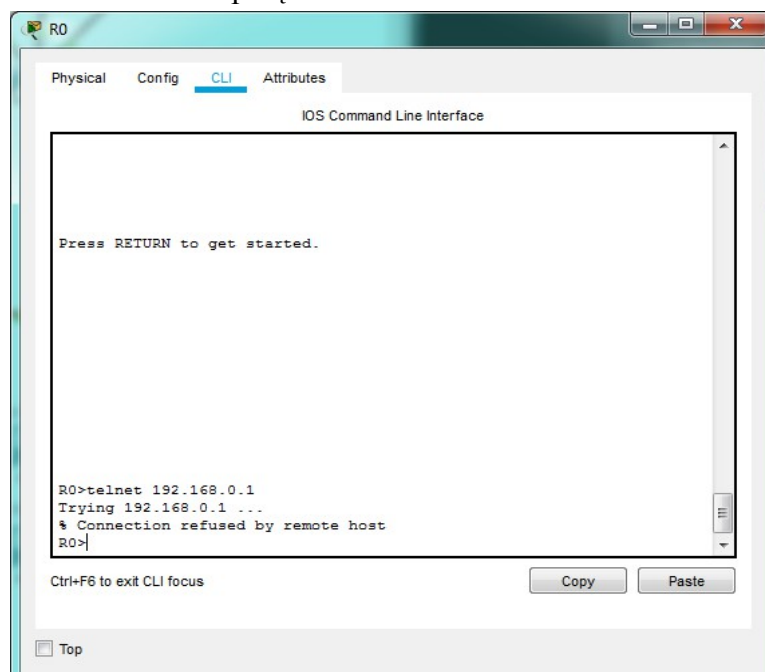 R0
Physical Config CLI Attributes
IOS Command Line Interface
Press RETURN to get started.
R0>telnet 192.168.0.1
Trying 192.168.0.1 ...
% Connection refused by remote host
R0>
Ctrl+F6 to exit CLI focus
Copy Paste
Top